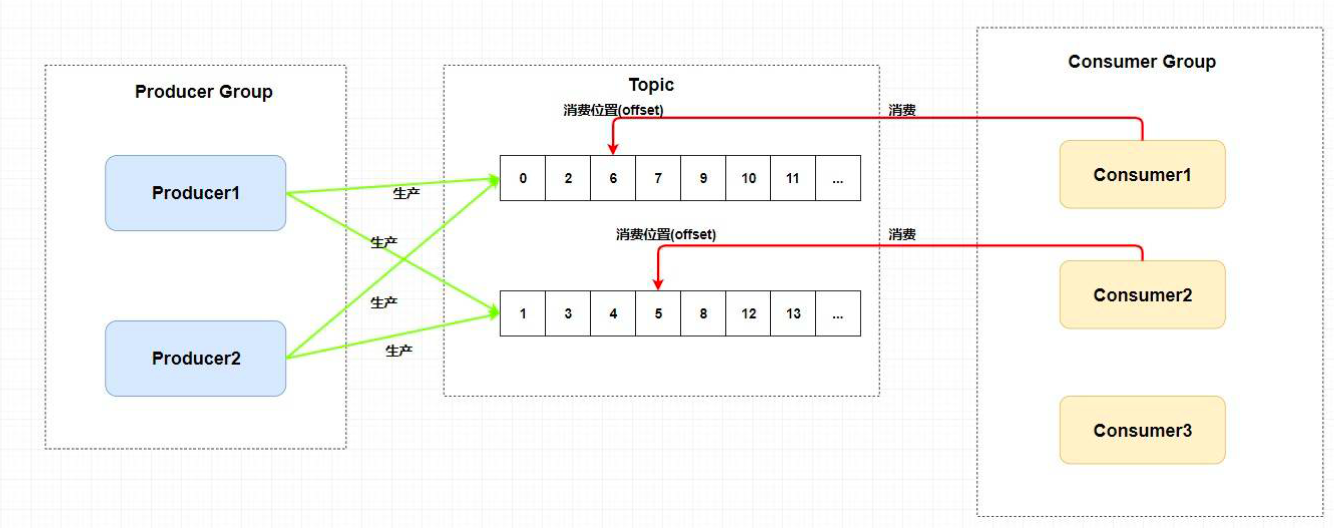 Producer Group
Producer1
Producer2
生产
生产
生产
生产
Topic
消费位置(offset)
0 2 6 7 9 10 11 ...
消费位置(offset)
1 3 4 5 8 12 13 ...
消费
消费
Consumer Group
Consumer1
Consumer2
Consumer3